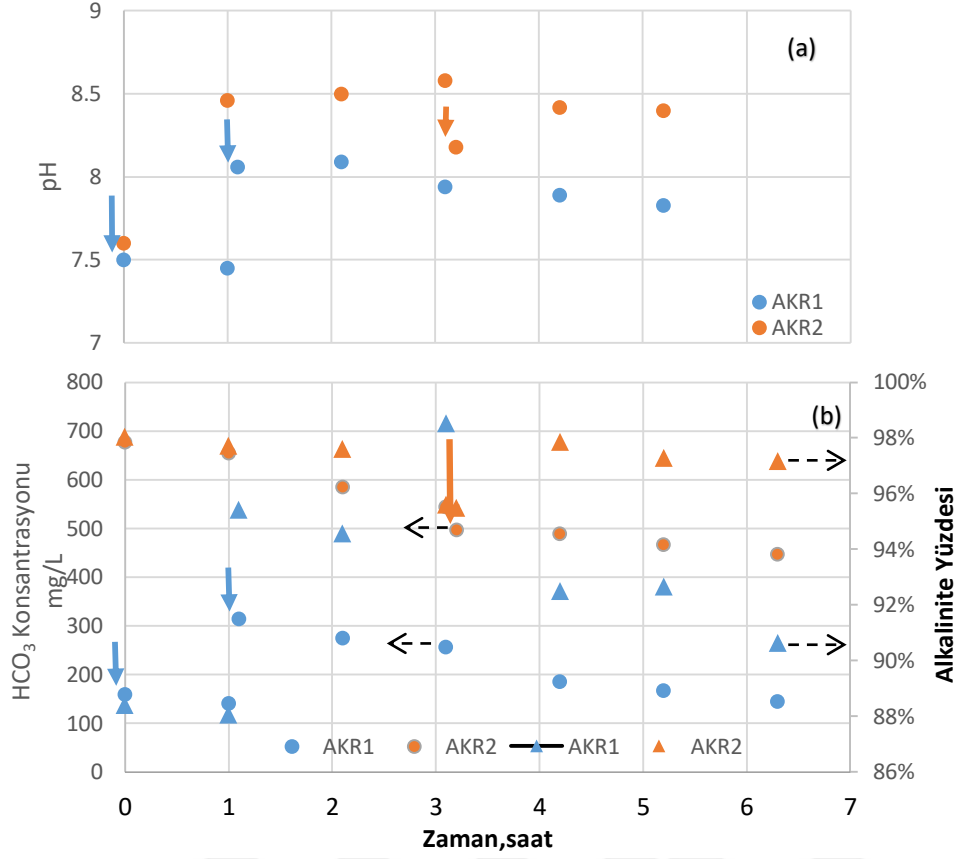 9
(a)
8.5
pH
8
7.5
AKR1
AKR2
7
800
100%
(b)
700
98%
600
96%
500
94%
HCO₃ Konsantrasyonu
mg/L
Alkalinite Yüzdesi
400
92%
300
90%
200
88%
100
AKR1 AKR2 AKR1 AKR2
0
86%
0 1 2 3 4 5 6 7
Zaman,saat